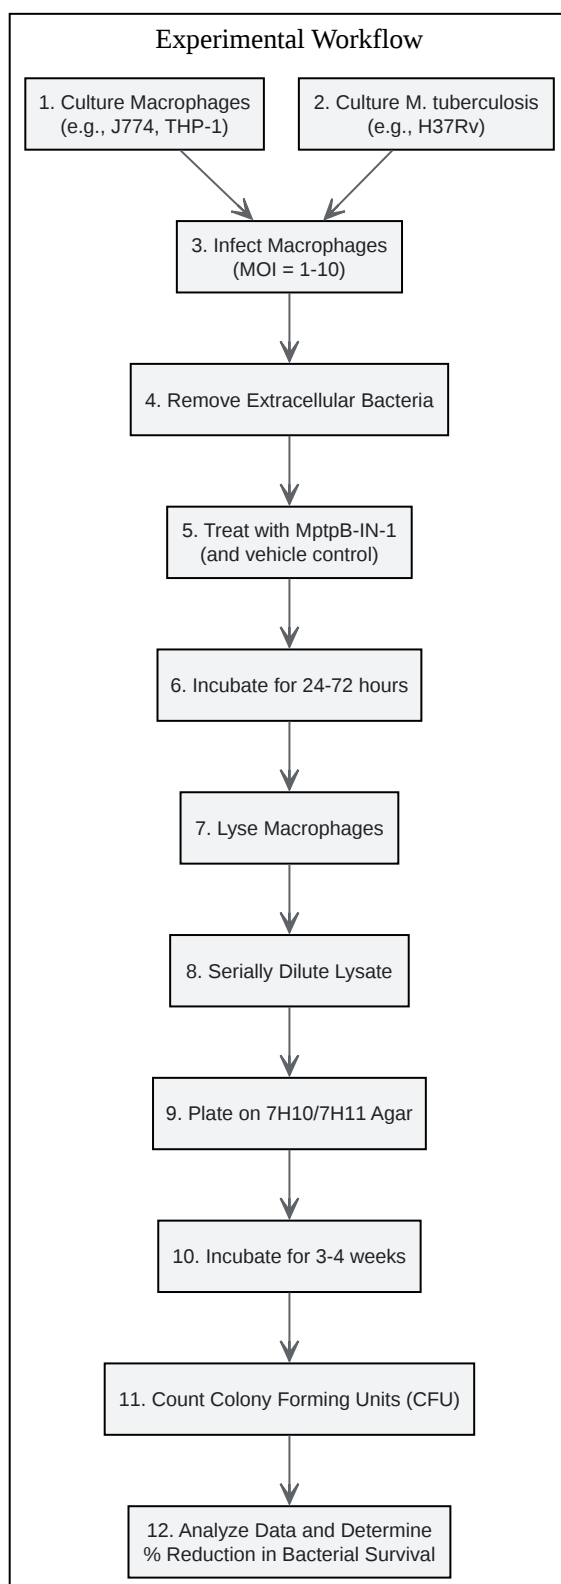 Experimental Workflow
1. Culture Macrophages
(e.g., J774, THP-1)
2. Culture M. tuberculosis
(e.g., H37Rv)
3. Infect Macrophages
(MOI = 1-10)
4. Remove Extracellular Bacteria
5. Treat with MptpB-IN-1
(and vehicle control)
6. Incubate for 24-72 hours
7. Lyse Macrophages
8. Serially Dilute Lysate
9. Plate on 7H10/7H11 Agar
10. Incubate for 3-4 weeks
11. Count Colony Forming Units (CFU)
12. Analyze Data and Determine
% Reduction in Bacterial Survival